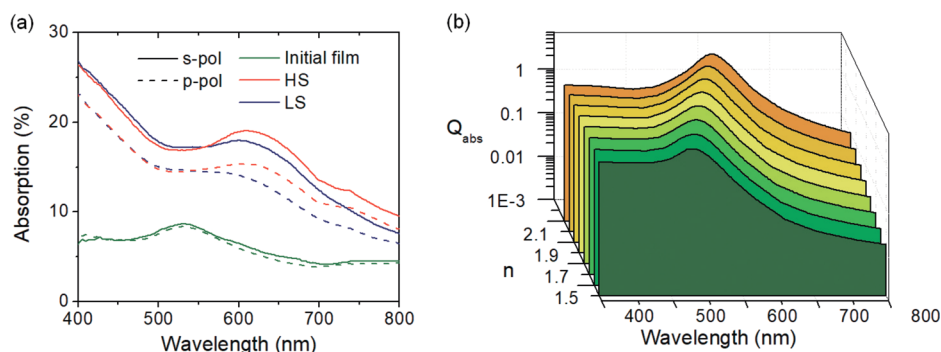 (a)
30
20
10
0
Absorption (%)
s-pol
p-pol
Initial film
HS
LS
400 500 600 700 800
Wavelength (nm)
(b)
1
0.1
0.01
1E-3
Qabs
2.1
1.9
1.7
1.5
n
400 500 600 700 800
Wavelength (nm)